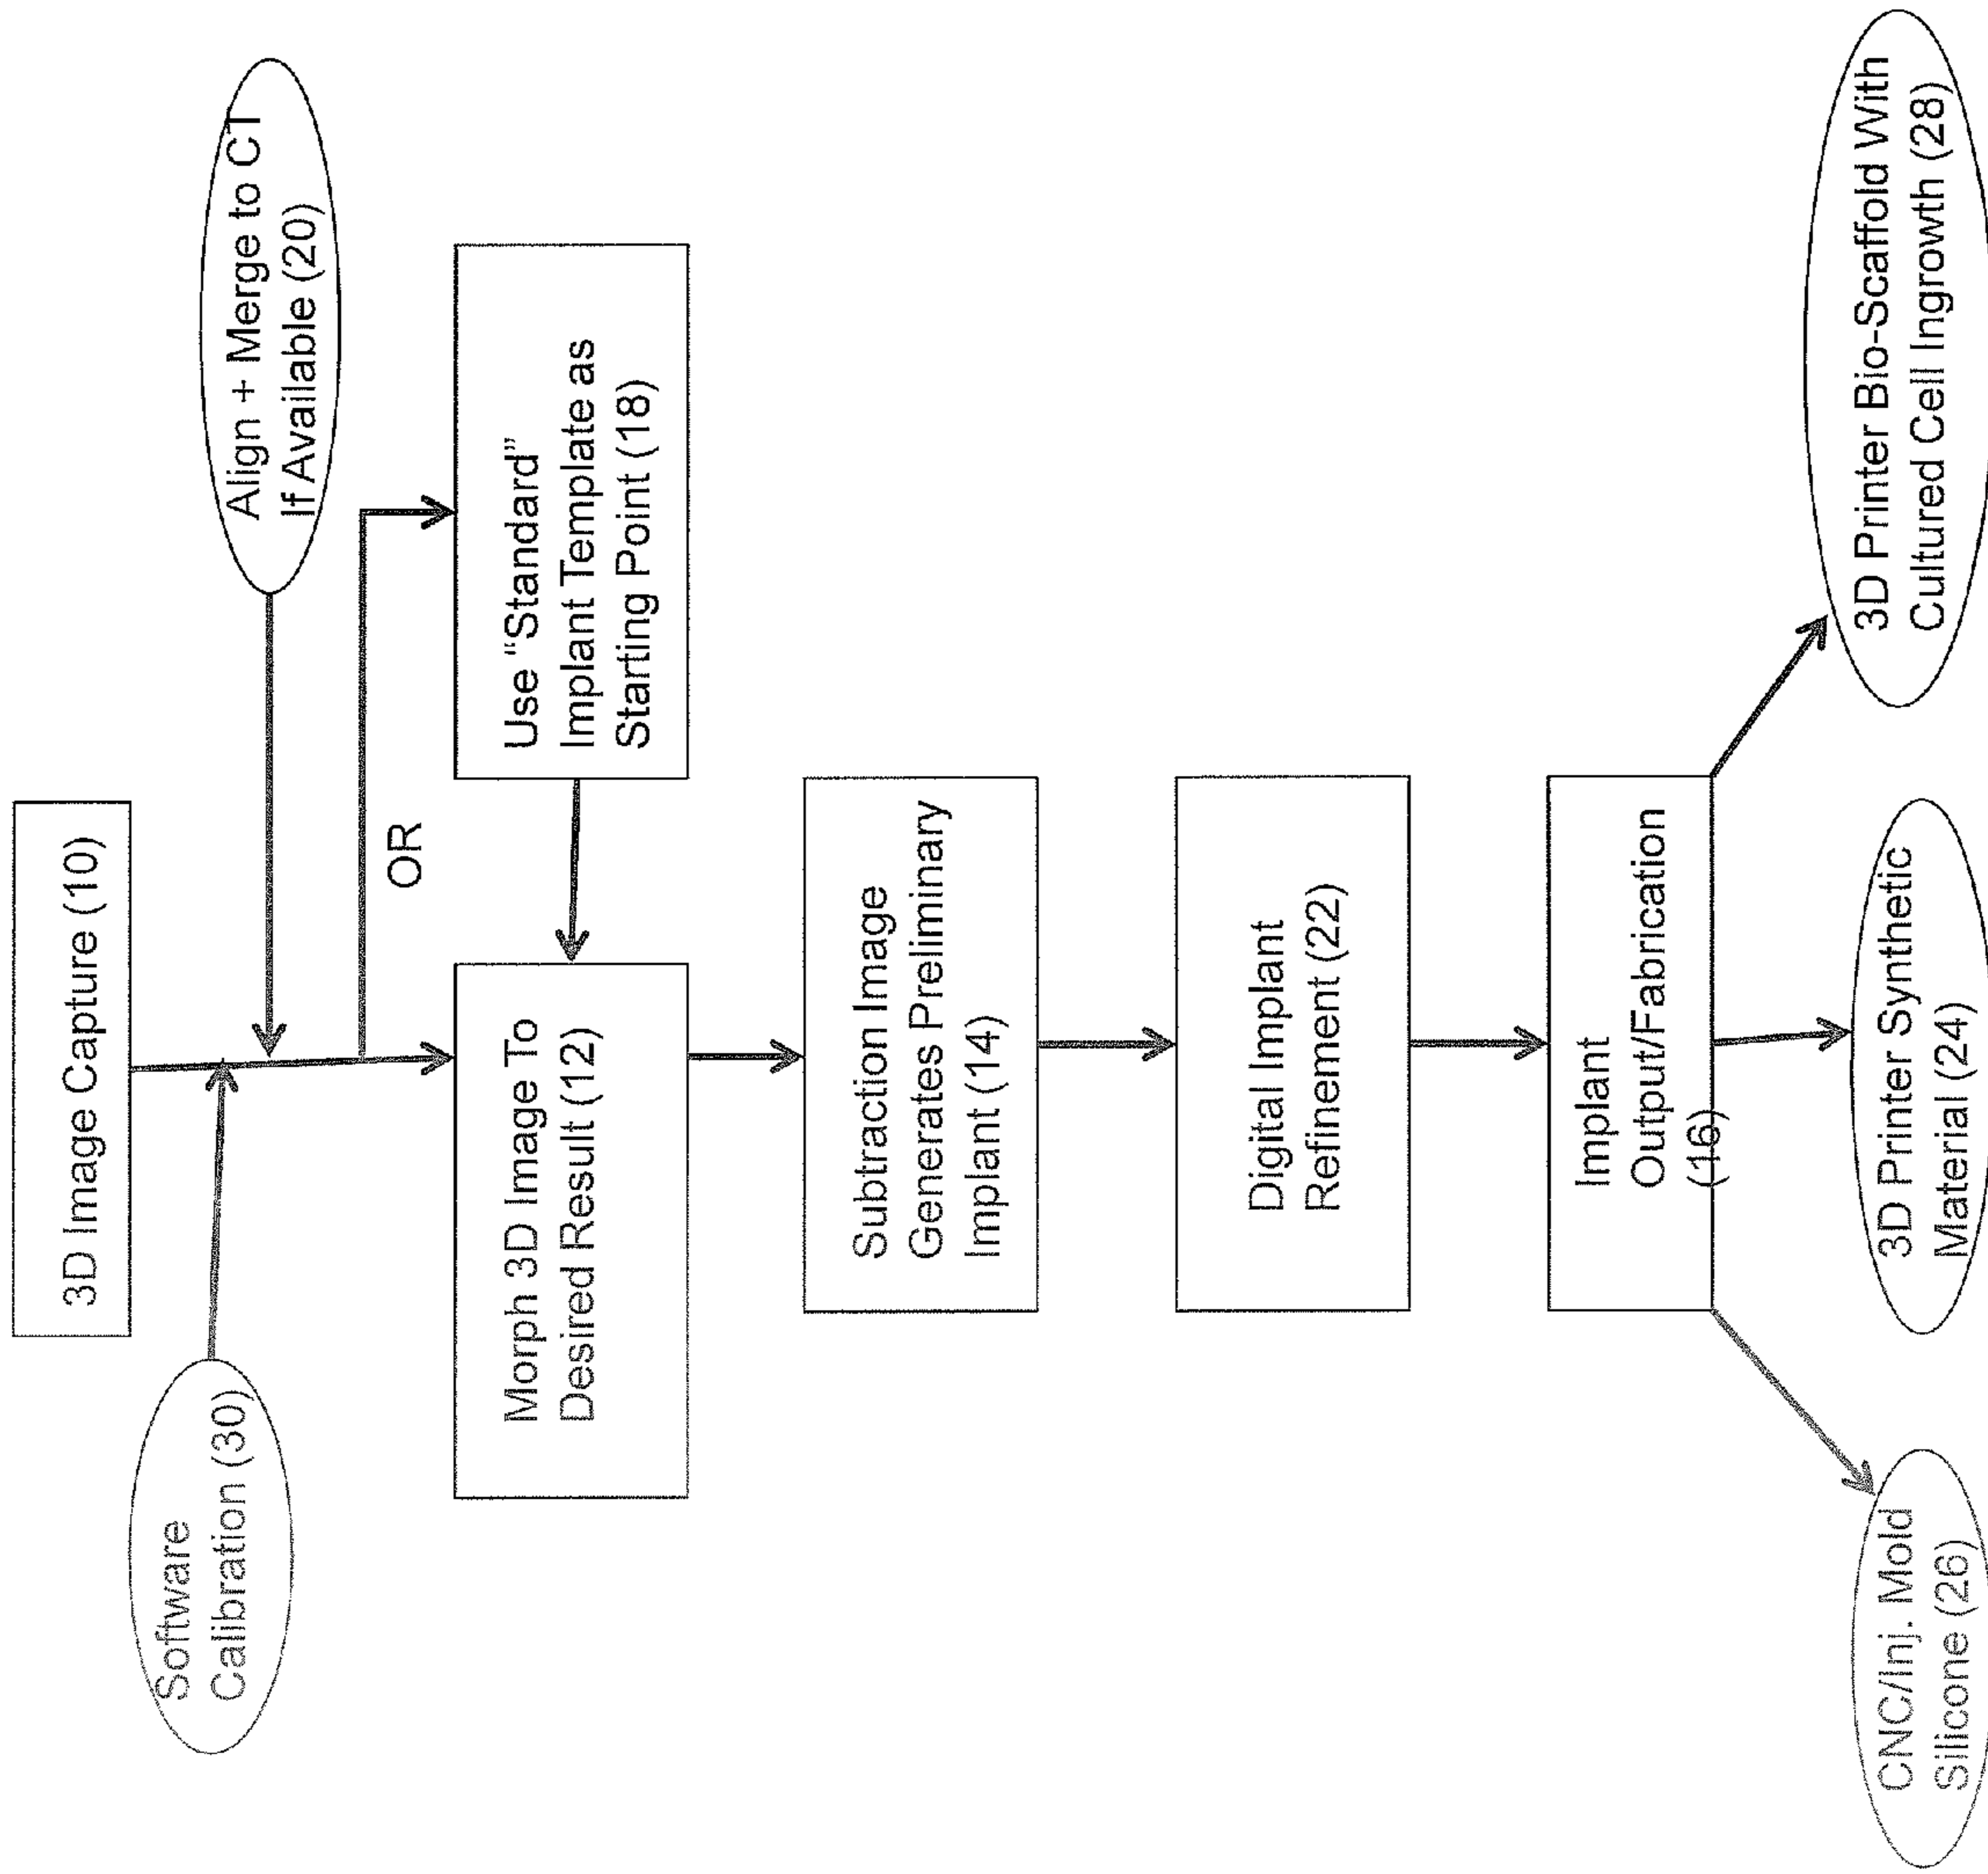 3D Image Capture (10)
Software
Calibration (30)
Align + Merge to CT
If Available (20)
OR
Morph 3D Image To
Desired Result (12)
Use “Standard”
Implant Template as
Starting Point (18)
Subtraction Image
Generates Preliminary
Implant (14)
Digital Implant
Refinement (22)
Implant
Output/Fabrication
(16)
CNC/Inj. Mold
Silicone (26)
3D Printer Synthetic
Material (24)
3D Printer Bio-Scaffold With
Cultured Cell Ingrowth (28)